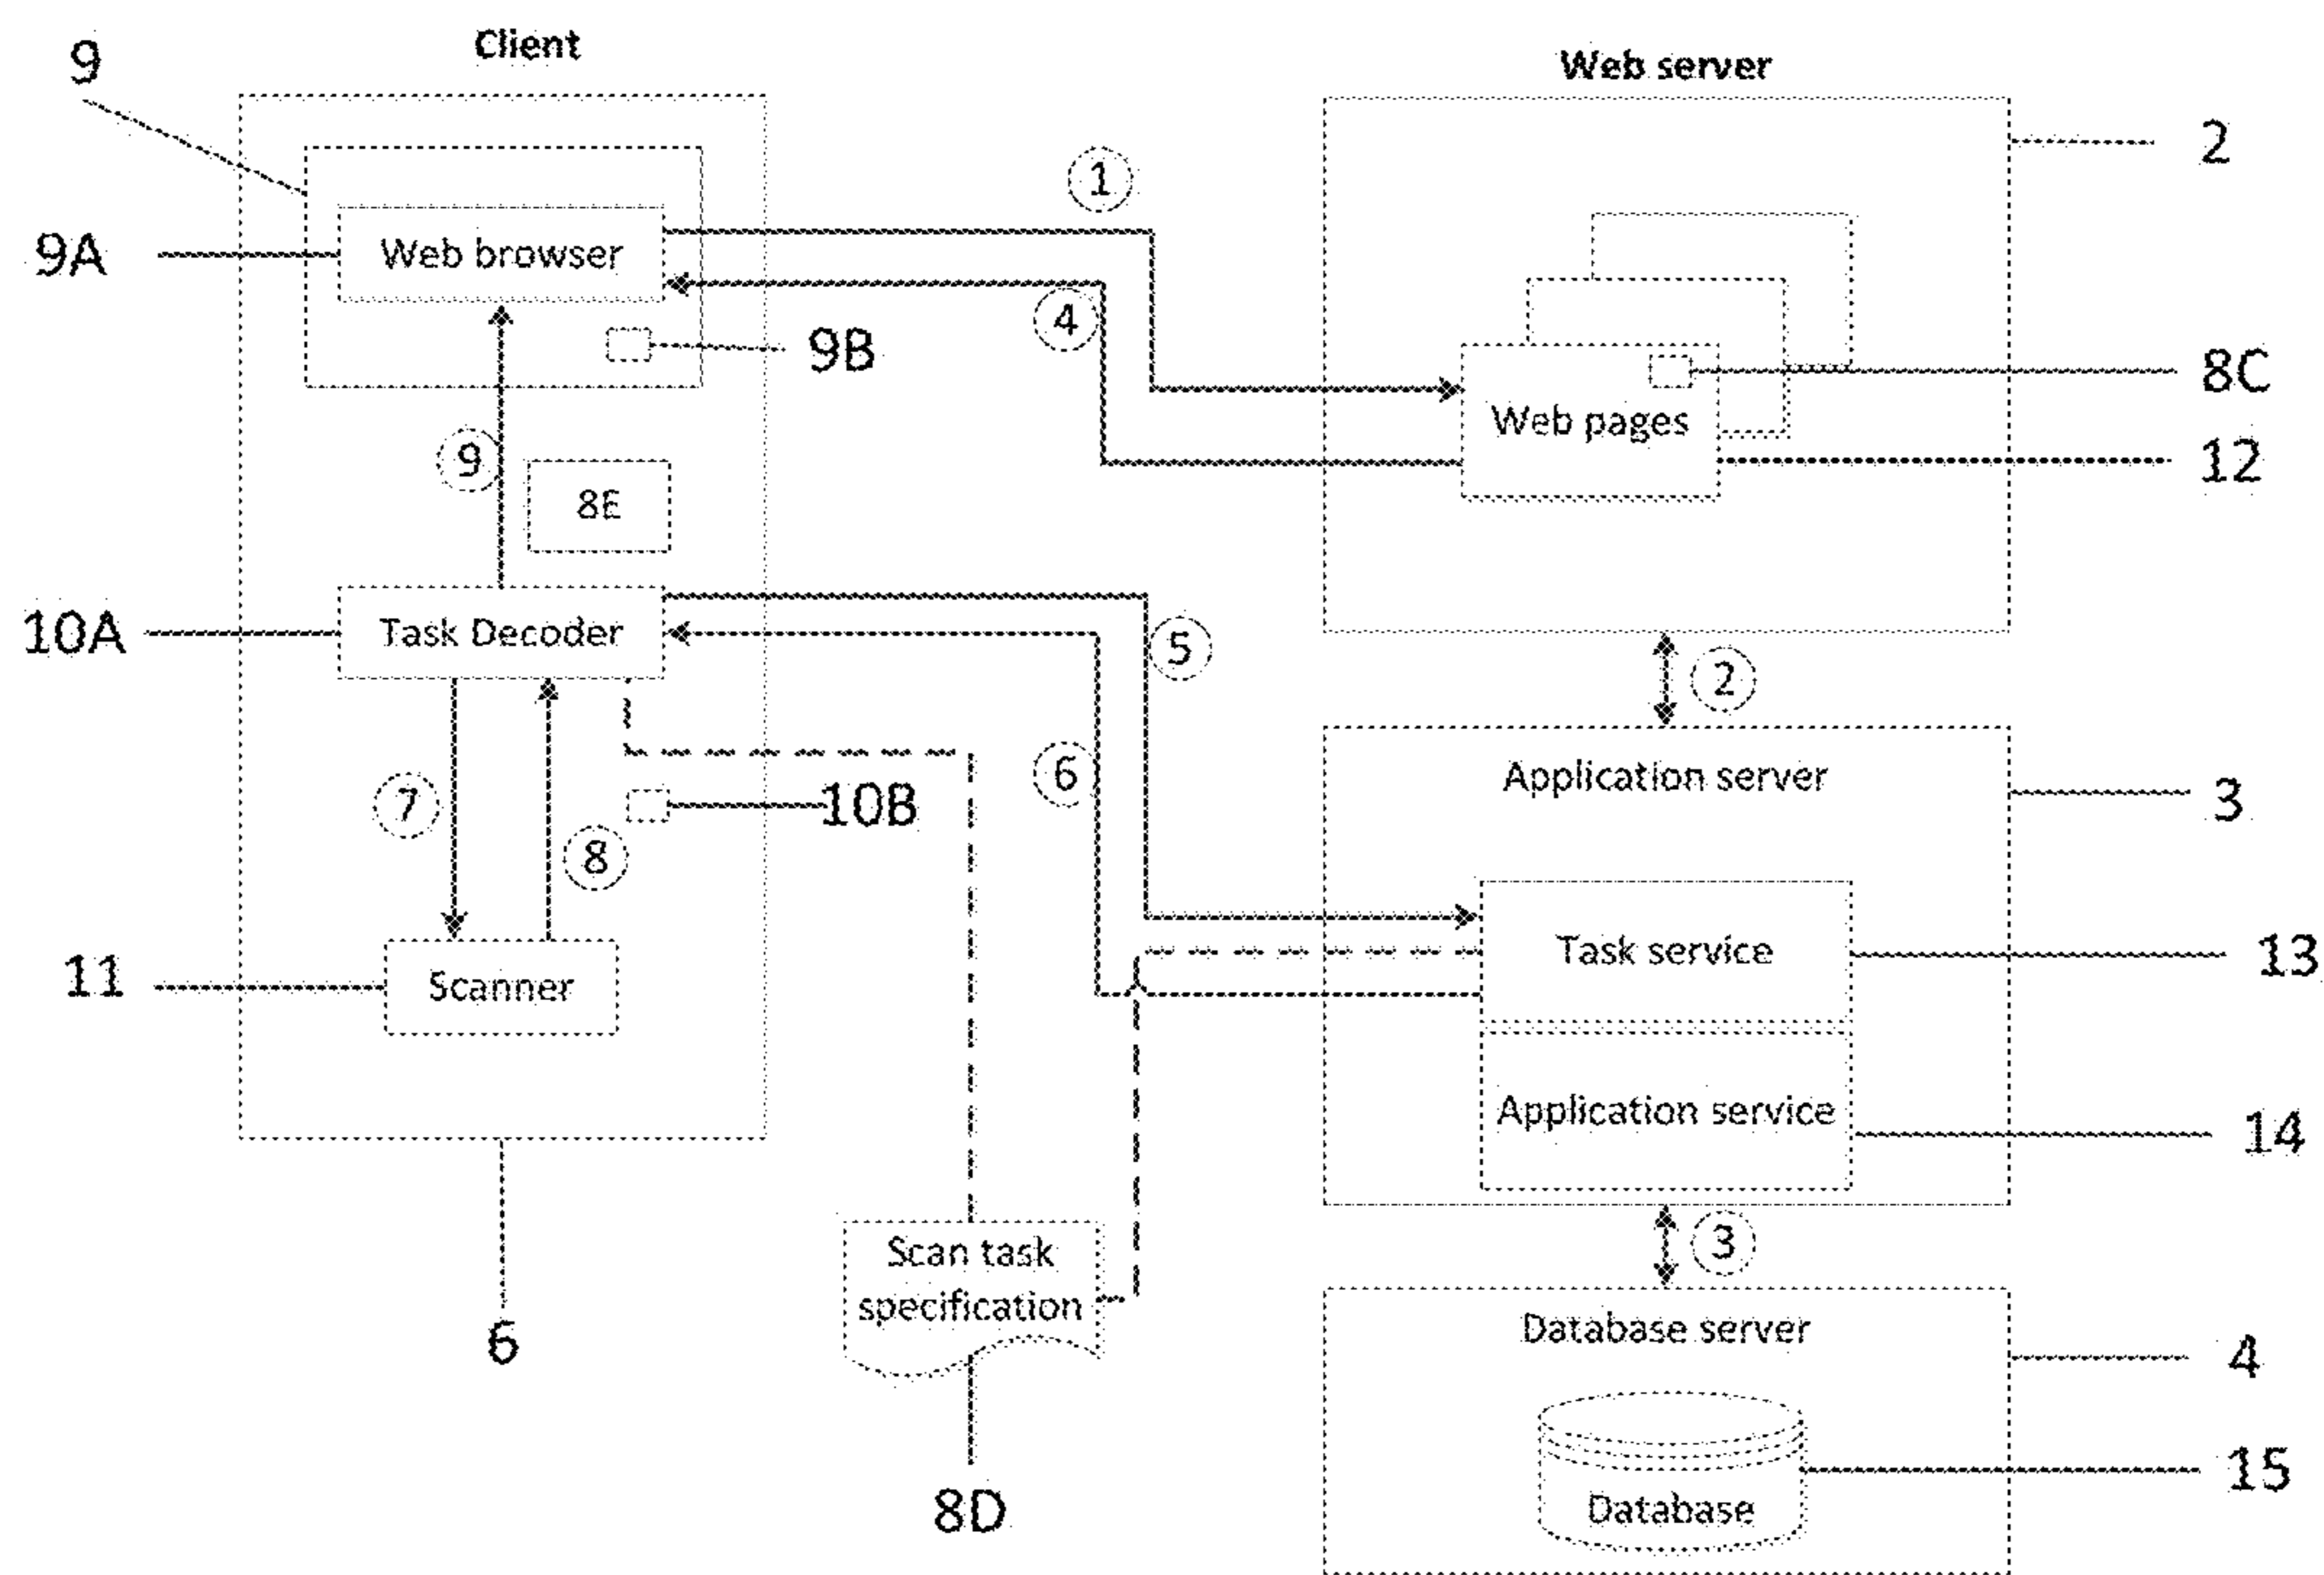 Client
Web server
9
2
1
9A
Web browser
4
9B
8C
Web pages
12
9
8E
10A
Task Decoder
5
2
6
Application server
3
7
10B
8
Task service
13
11
Scanner
Application service
14
Scan task
specification
3
6
Database server
4
8D
Database
15